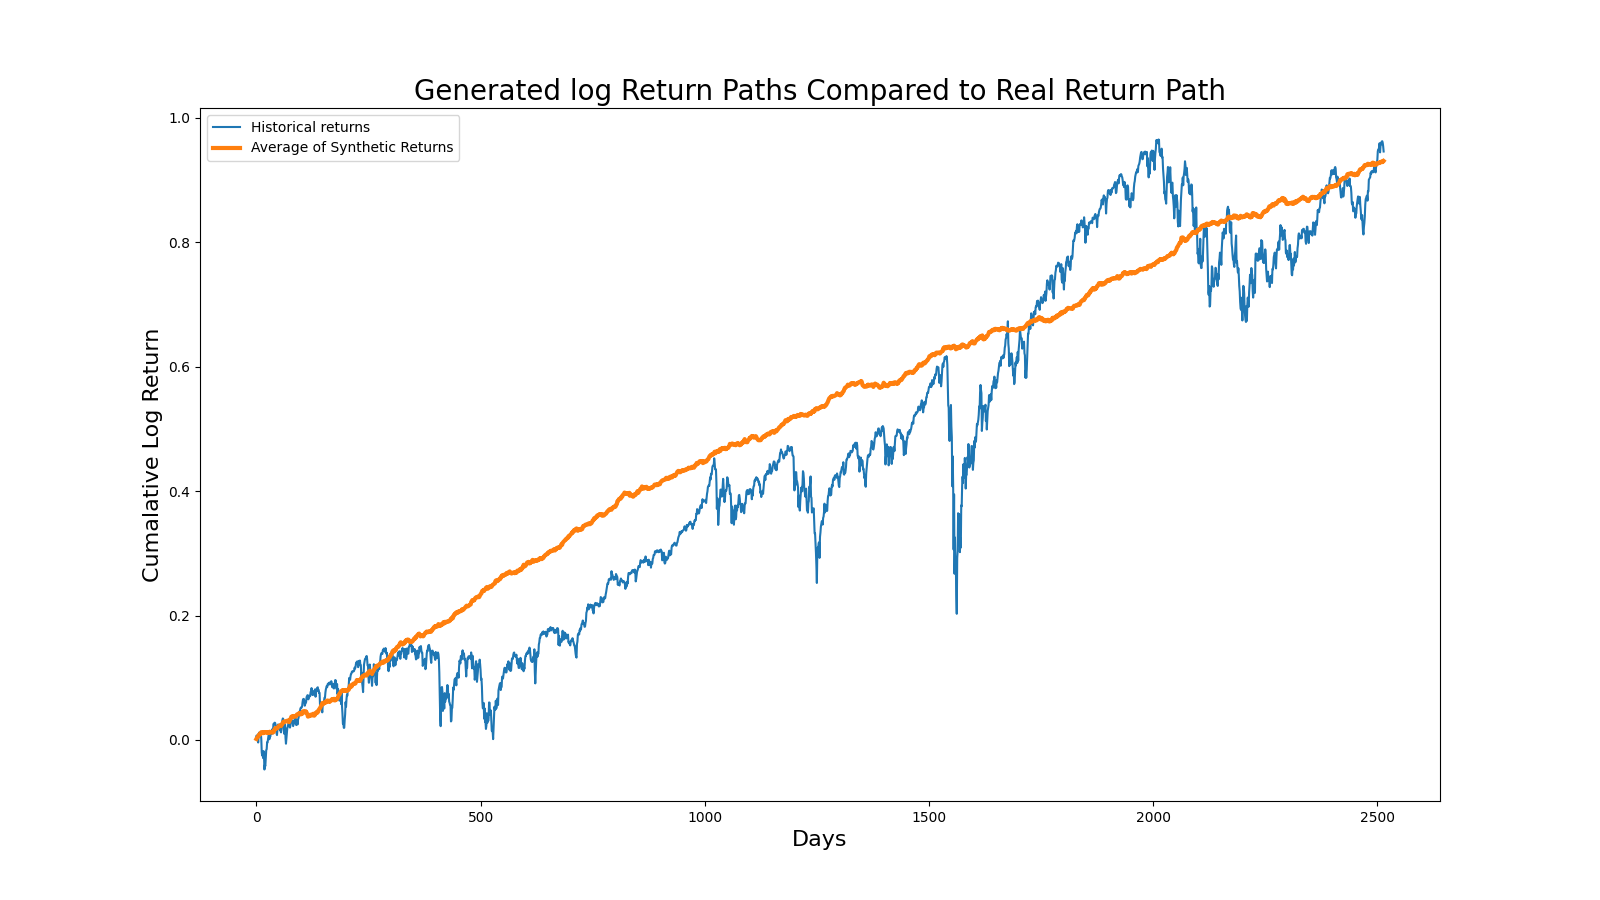 Generated log Return Paths Compared to Real Return Path
Historical returns
Average of Synthetic Returns
Cumalative Log Return
1.0
0.8
0.6
0.4
0.2
0.0
0 500 1000 1500 2000 2500
Days